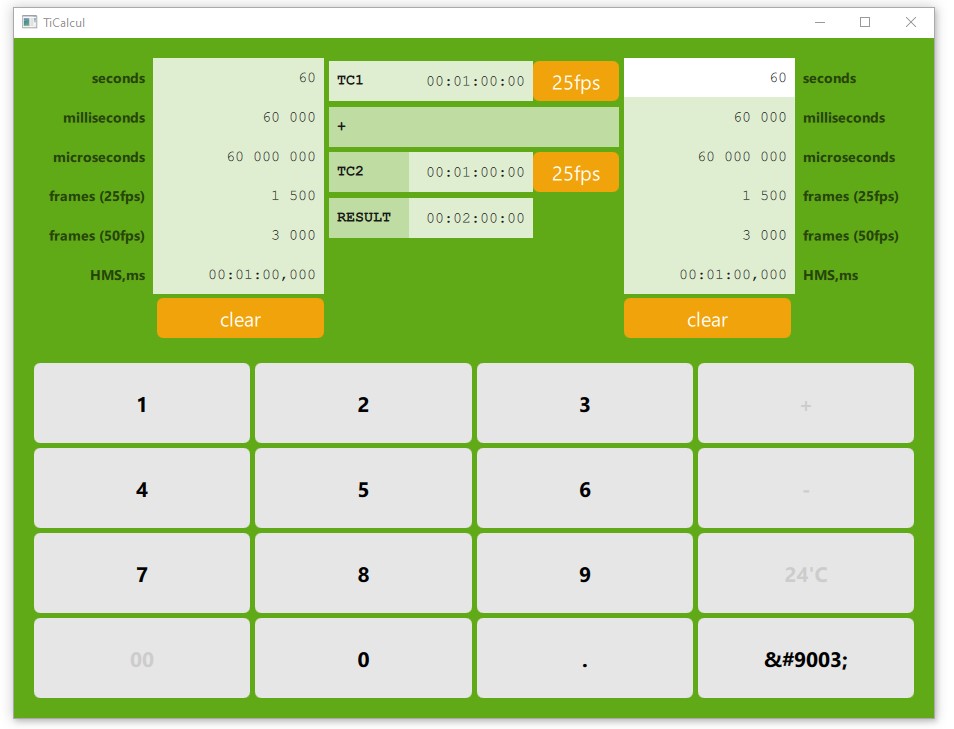 TiCalcul
seconds 60 TC1 00:01:00:00 25fps 60 seconds
milliseconds 60 000 + 60 000 milliseconds
microseconds 60 000 000 TC2 00:01:00:00 25fps 60 000 000 microseconds
frames (25fps) 1 500 RESULT 00:02:00:00 1 500 frames (25fps)
frames (50fps) 3 000 3 000 frames (50fps)
HMS,ms 00:01:00,000 00:01:00,000 HMS,ms
clear clear
1 2 3 +
4 5 6 -
7 8 9 24'C
00 0 . &#9003;